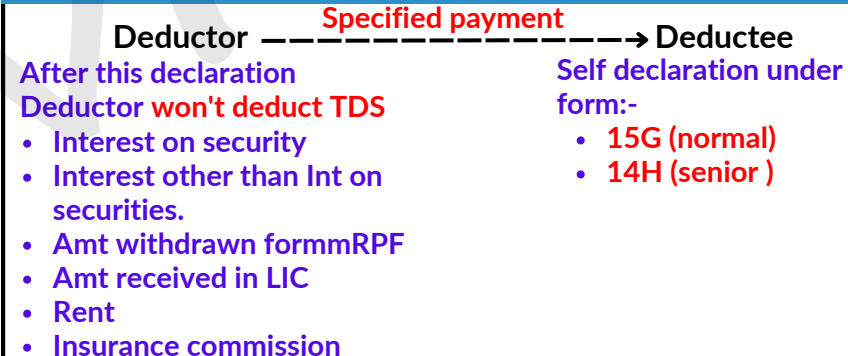 Specified payment
Deductor Deductee
After this declaration
Deductor won't deduct TDS
• Interest on security
• Interest other than Int on
securities.
• Amt withdrawn formmRPF
• Amt received in LIC
• Rent
• Insurance commission
Self declaration under
form:-
• 15G (normal)
• 14H (senior )